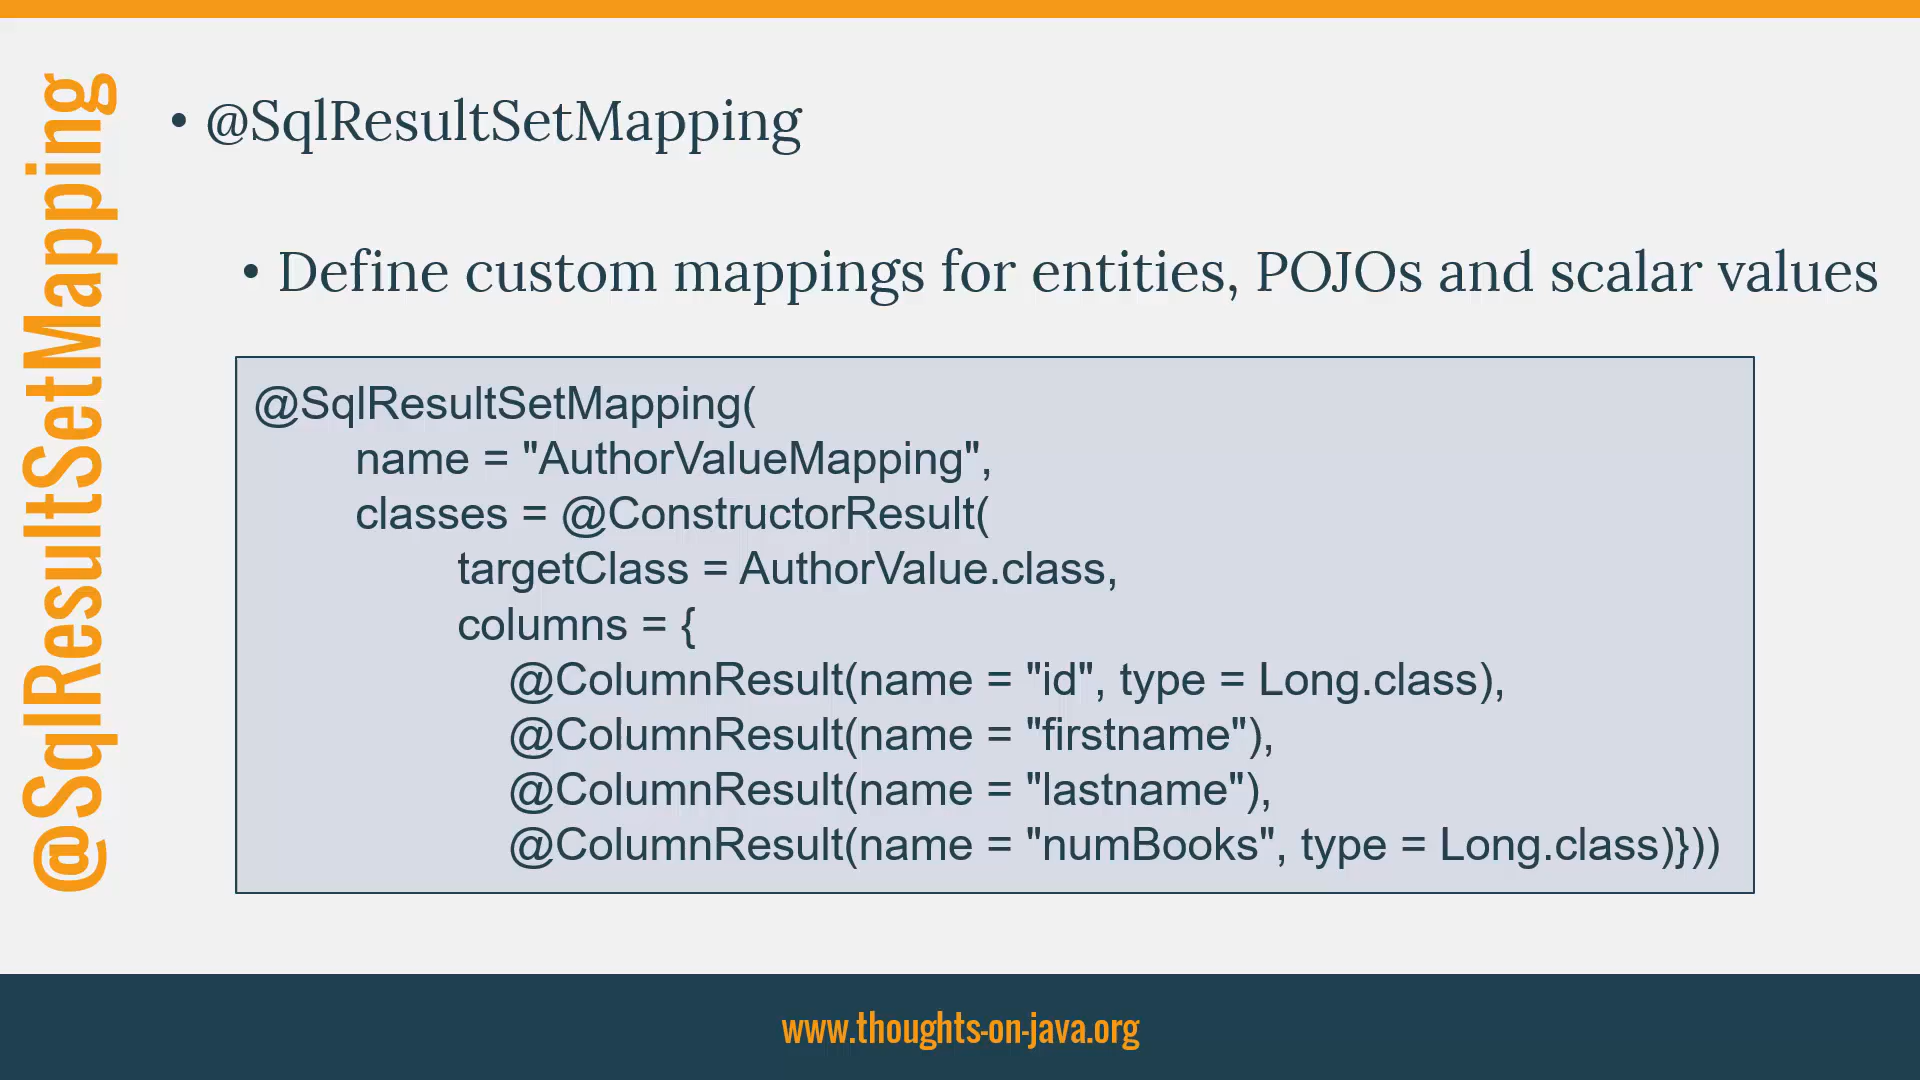 @SqlResultSetMapping
• @SqlResultSetMapping
• Define custom mappings for entities, POJOs and scalar values
@SqlResultSetMapping(
name = "AuthorValueMapping",
classes = @ConstructorResult(
targetClass = AuthorValue.class,
columns = {
@ColumnResult(name = "id", type = Long.class),
@ColumnResult(name = "firstname"),
@ColumnResult(name = "lastname"),
@ColumnResult(name = "numBooks", type = Long.class)}))
www.thoughts-on-java.org